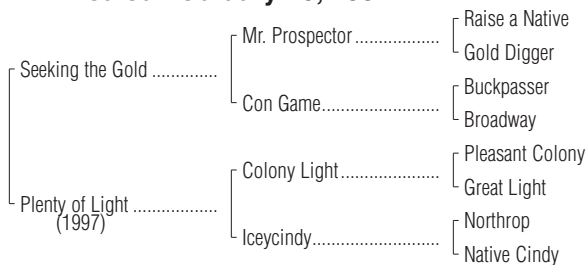 Mr. Prospector
Raise a Native
Gold Digger
Seeking the Gold
Con Game
Buckpasser
Broadway
Colony Light
Pleasant Colony
Great Light
Plenty of Light
(1997)
Iceycindy
Northrop
Native Cindy